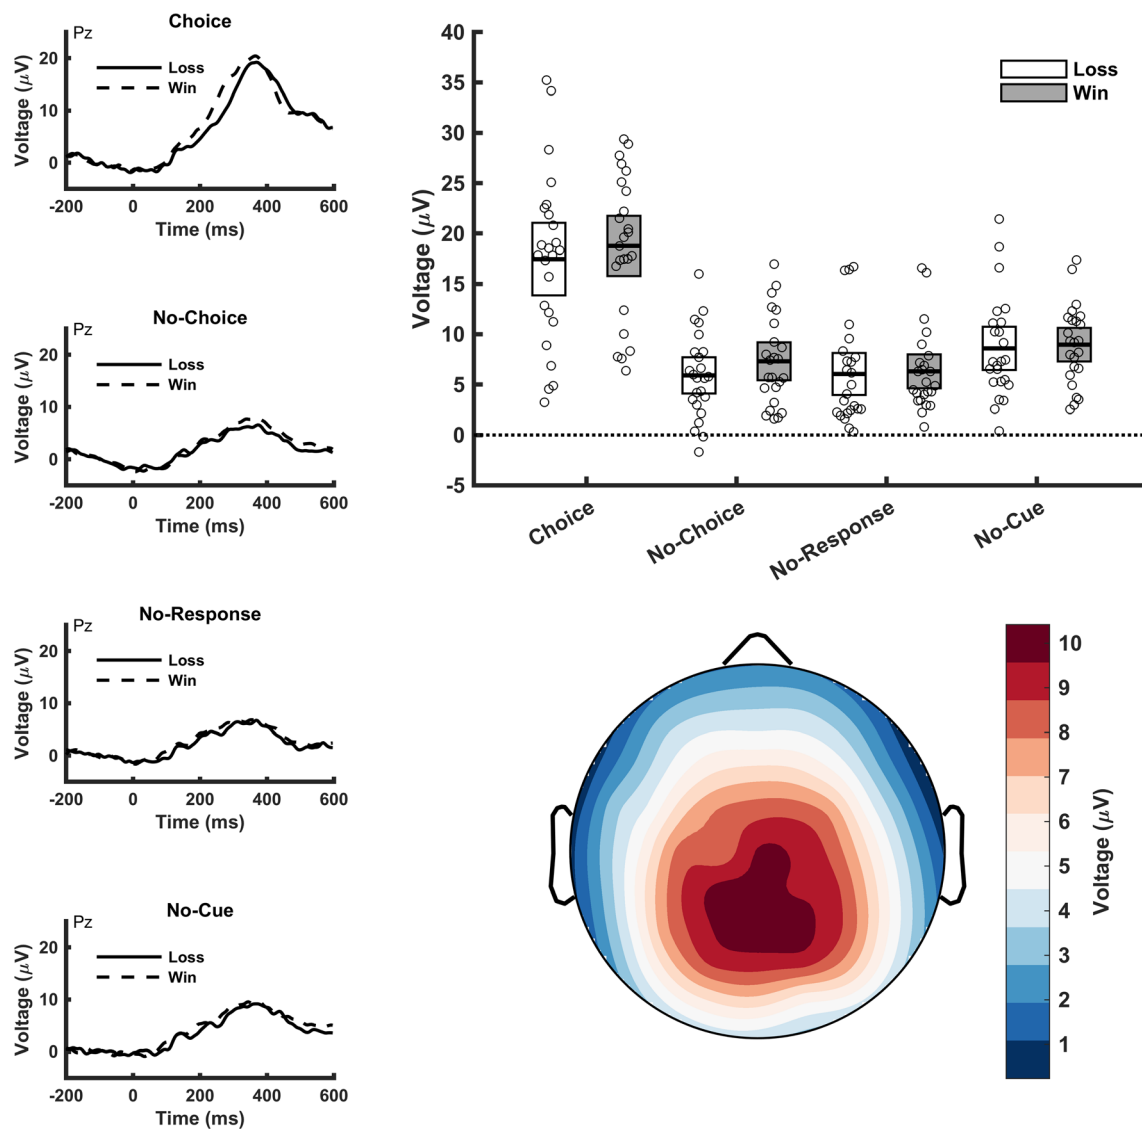 Choice
Pz
Voltage (μV)
20
10
0
Loss
Win
-200 0 200 400 600
Time (ms)
No-Choice
Pz
Voltage (μV)
20
10
0
Loss
Win
-200 0 200 400 600
Time (ms)
No-Response
Pz
Voltage (μV)
20
10
0
Loss
Win
-200 0 200 400 600
Time (ms)
No-Cue
Pz
Voltage (μV)
20
10
0
Loss
Win
-200 0 200 400 600
Time (ms)
Voltage (μV)
40
35
30
25
20
15
10
5
0
-5
Loss
Win
Choice
No-Choice
No-Response
No-Cue
10
9
8
7
6
5
4
3
2
1
Voltage (μV)